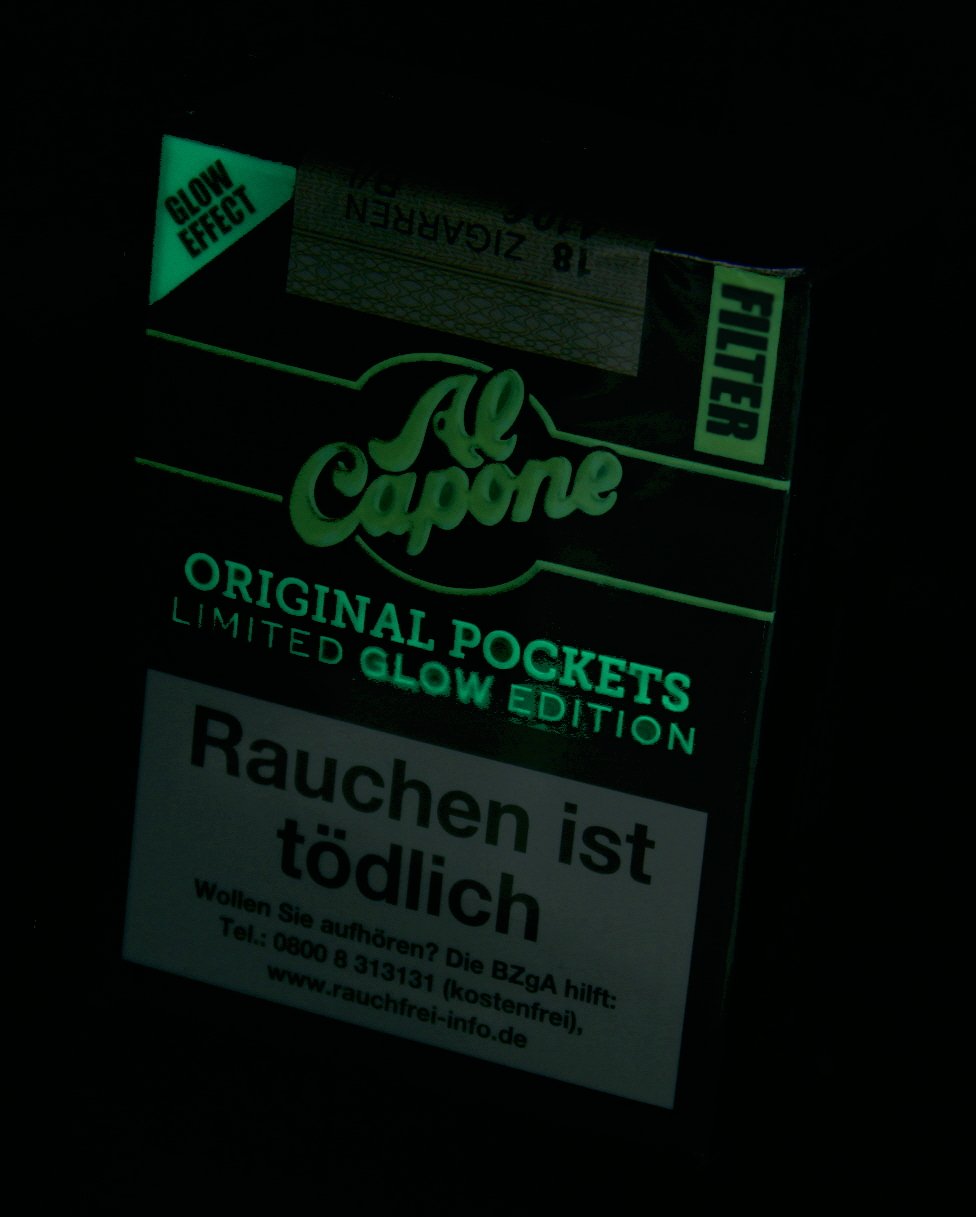 GLOW
EFFECT
18 ZIGARREN
FILTER
Al
Capone
ORIGINAL POCKETS
LIMITED GLOW EDITION
Rauchen ist
tödlich
Wollen Sie aufhören? Die BZgA hilft:
Tel.: 0800 8 313131 (kostenfrei),
www.rauchfrei-info.de